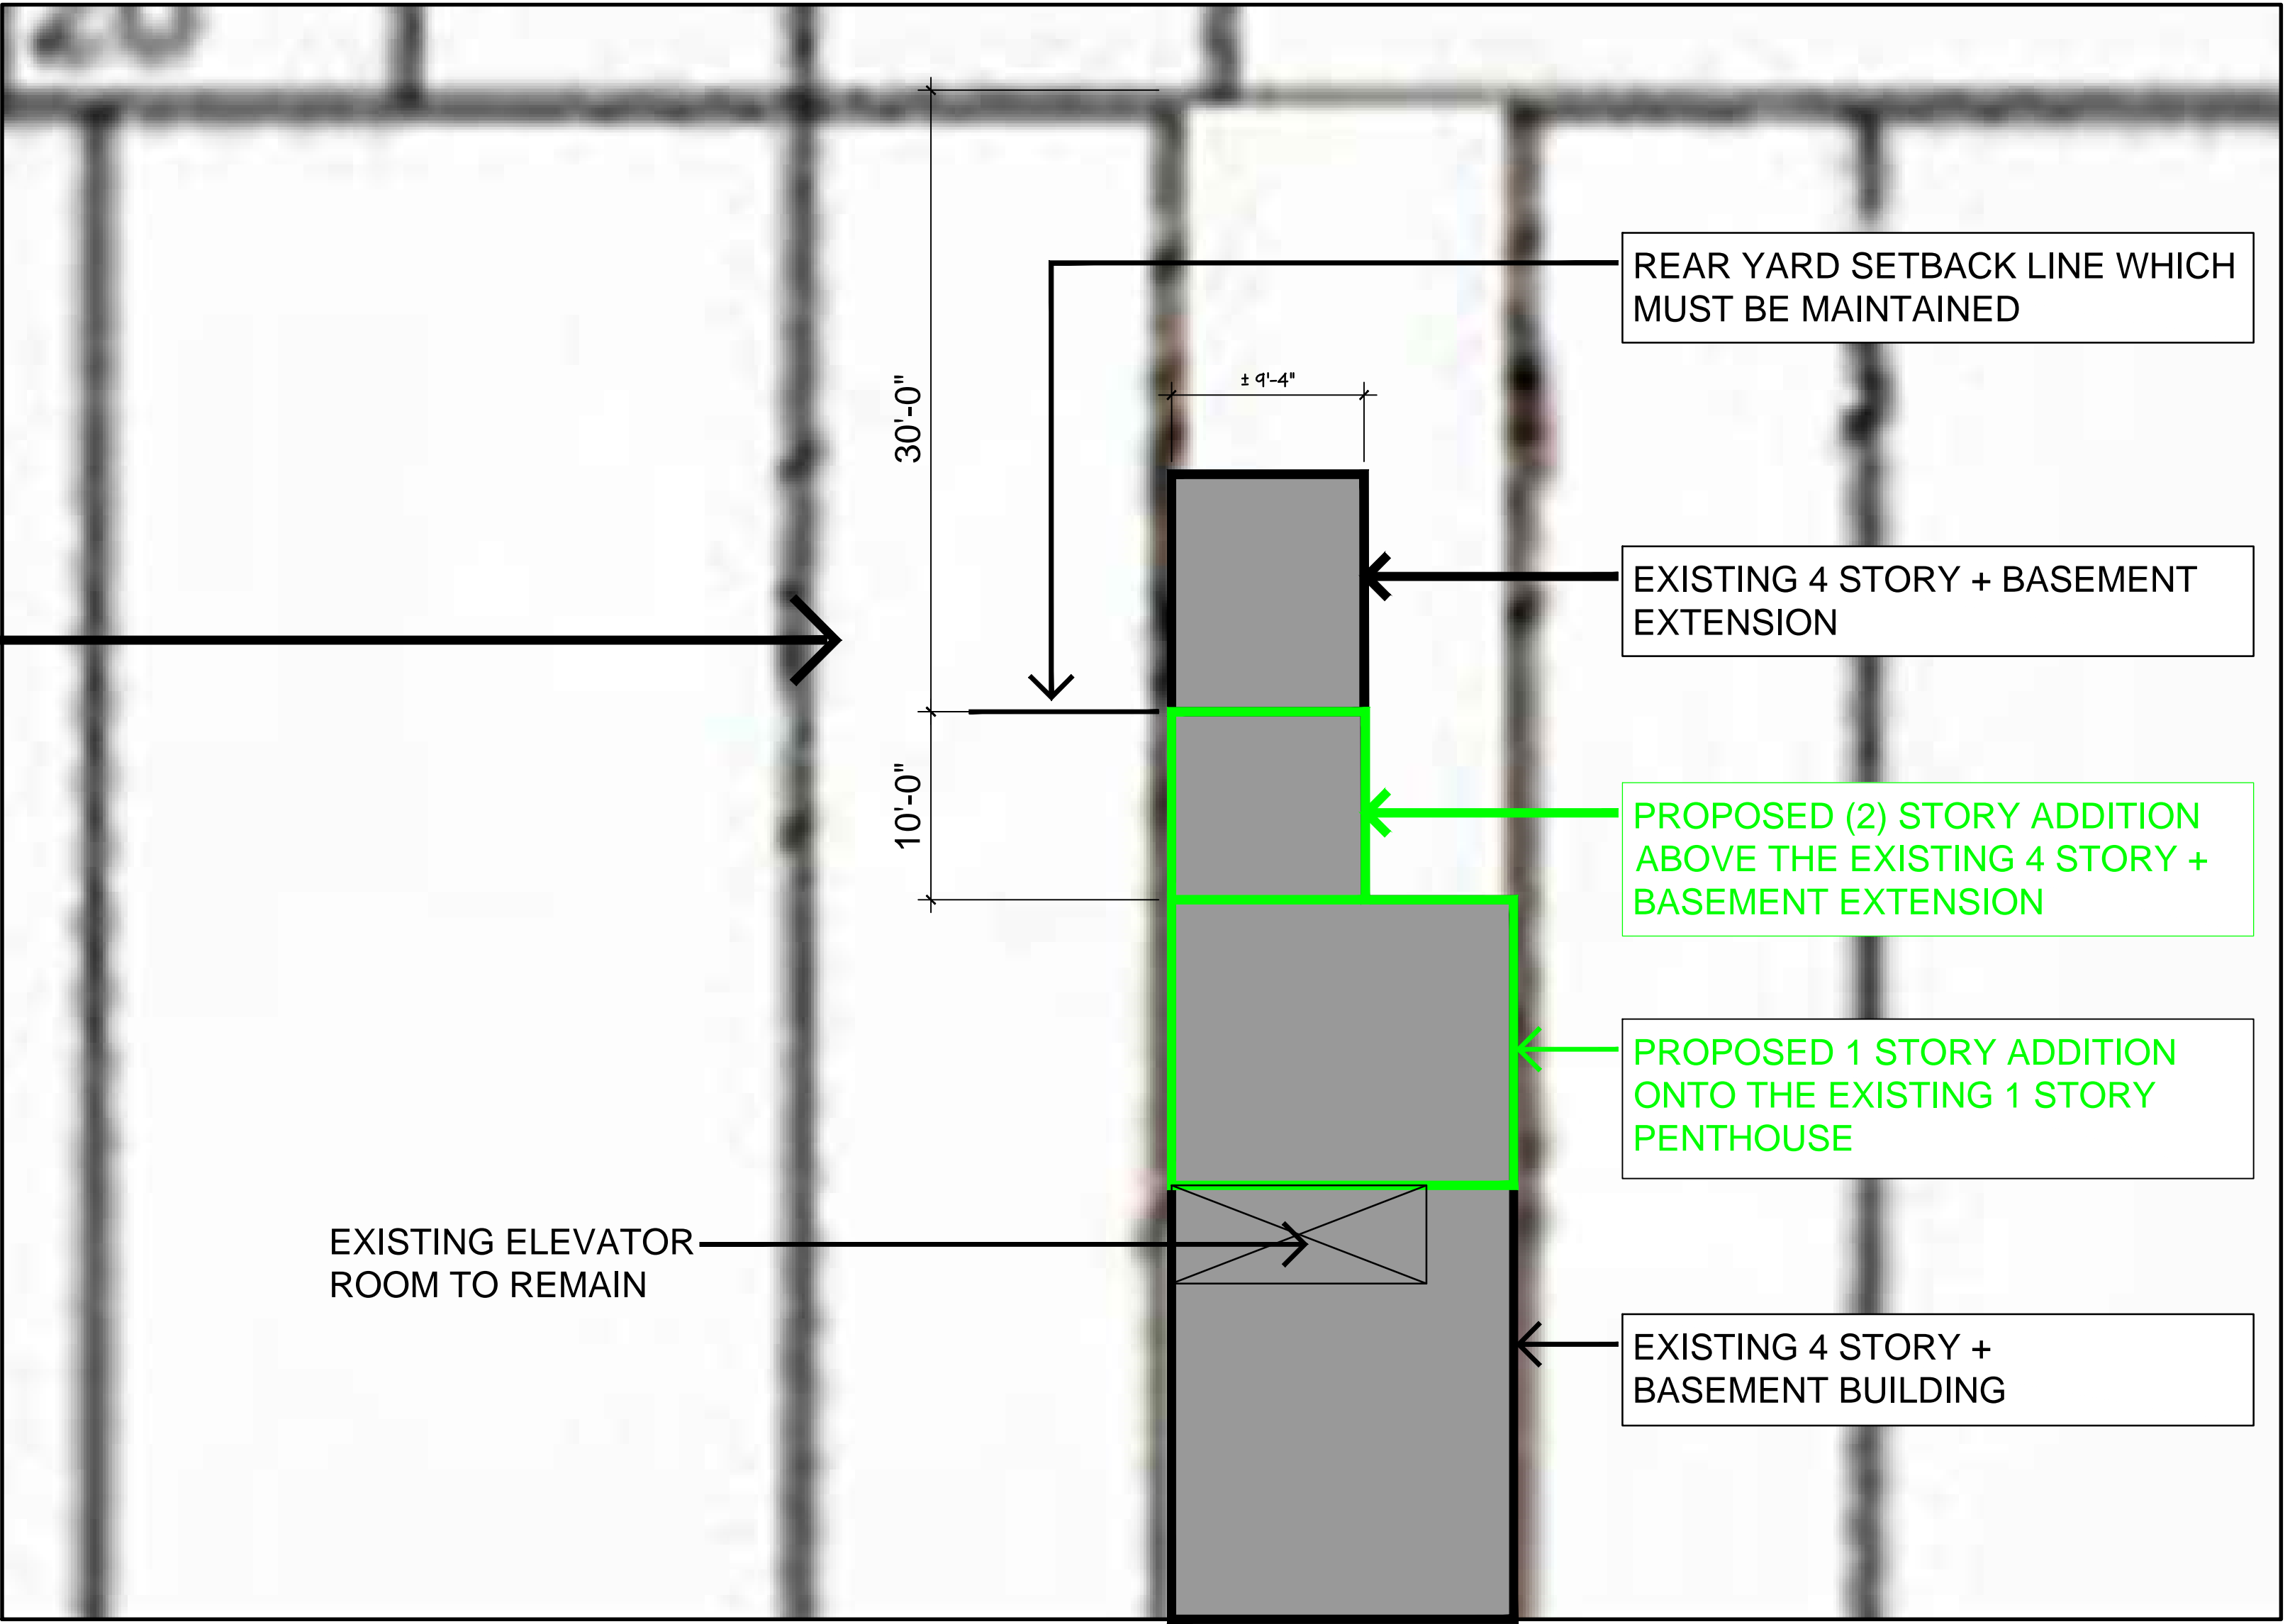 REAR YARD SETBACK LINE WHICH
MUST BE MAINTAINED
± 9'-4"
30'-0"
EXISTING 4 STORY + BASEMENT
EXTENSION
10'-0"
PROPOSED (2) STORY ADDITION
ABOVE THE EXISTING 4 STORY +
BASEMENT EXTENSION
PROPOSED 1 STORY ADDITION
ONTO THE EXISTING 1 STORY
PENTHOUSE
EXISTING ELEVATOR
ROOM TO REMAIN
EXISTING 4 STORY +
BASEMENT BUILDING